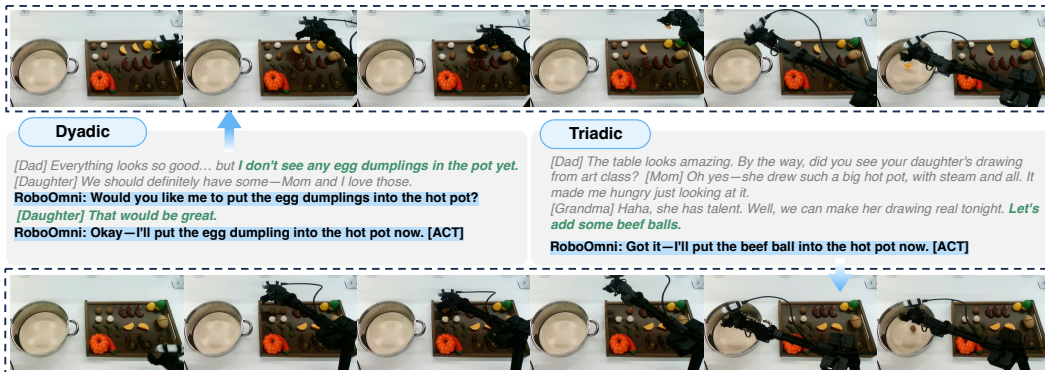 Dyadic
[Dad] Everything looks so good… but I don't see any egg dumplings in the pot yet.
[Daughter] We should definitely have some—Mom and I love those.
RoboOmni: Would you like me to put the egg dumplings into the hot pot?
[Daughter] That would be great.
RoboOmni: Okay—I'll put the egg dumpling into the hot pot now. [ACT]
Triadic
[Dad] The table looks amazing. By the way, did you see your daughter's drawing
from art class? [Mom] Oh yes—she drew such a big hot pot, with steam and all. It
made me hungry just looking at it.
[Grandma] Haha, she has talent. Well, we can make her drawing real tonight. Let's
add some beef balls.
RoboOmni: Got it—I'll put the beef ball into the hot pot now. [ACT]